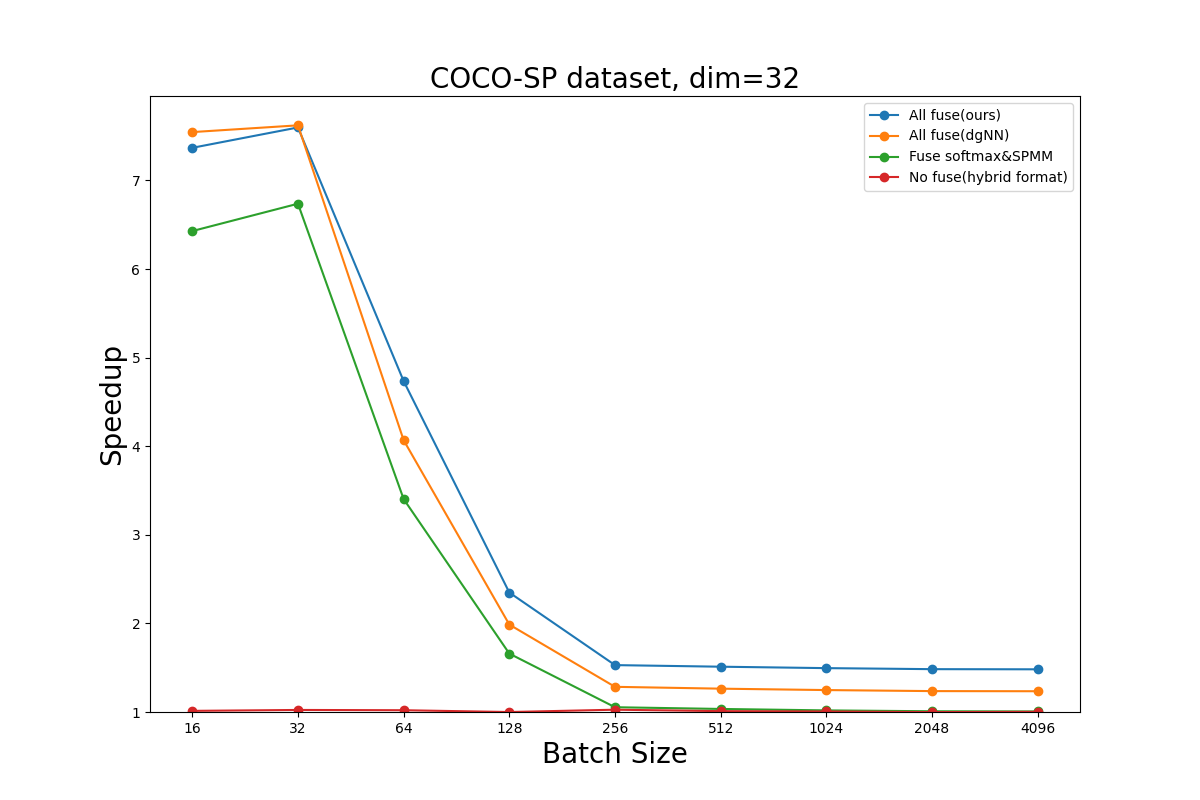 COCO-SP dataset, dim=32
All fuse(ours)
All fuse(dgNN)
Fuse softmax&SPMM
No fuse(hybrid format)
Speedup
7
6
5
4
3
2
1
16 32 64 128 256 512 1024 2048 4096
Batch Size